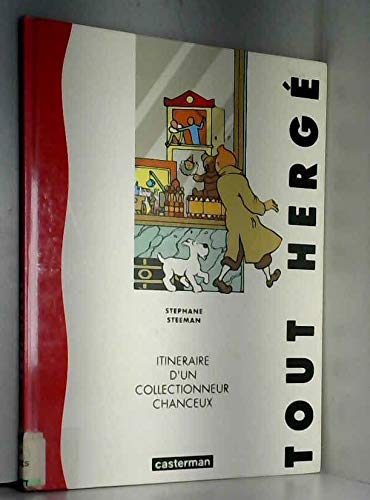 TOUT HERGÉ
STEPHANE
STEEMAN
ITINERAIRE
D'UN
COLLECTIONNEUR
CHANCEUX
casterman